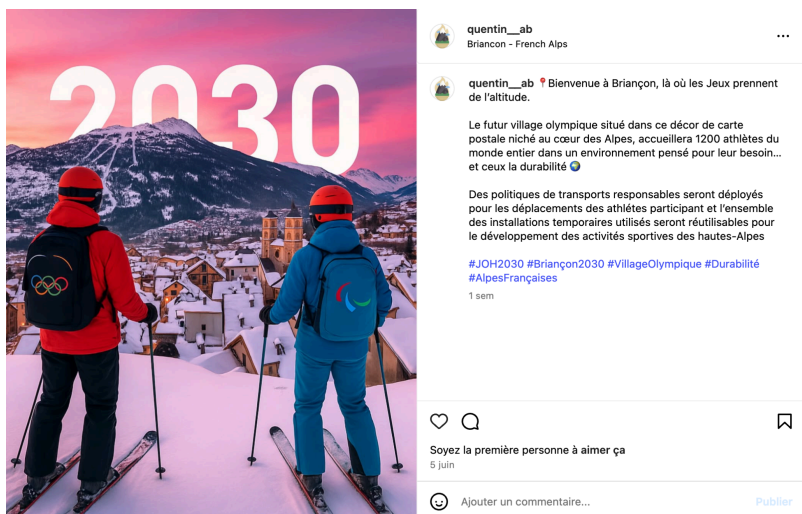 2030
quentin__ab
Briancon - French Alps
quentin__ab 📍Bienvenue à Briançon, là où les Jeux prennent
de l’altitude.
Le futur village olympique situé dans ce décor de carte
postale niché au cœur des Alpes, accueillera 1200 athlètes du
monde entier dans un environnement pensé pour leur besoin...
et ceux la durabilité 🌍
Des politiques de transports responsables seront déployés
pour les déplacements des athlétes participant et l’ensemble
des installations temporaires utilisés seront réutilisables pour
le développement des activités sportives des hautes-Alpes
#JOH2030 #Briançon2030 #VillageOlympique #Durabilité
#AlpesFrançaises
1 sem
Soyez la première personne à aimer ça
5 juin
Ajouter un commentaire...
Publier